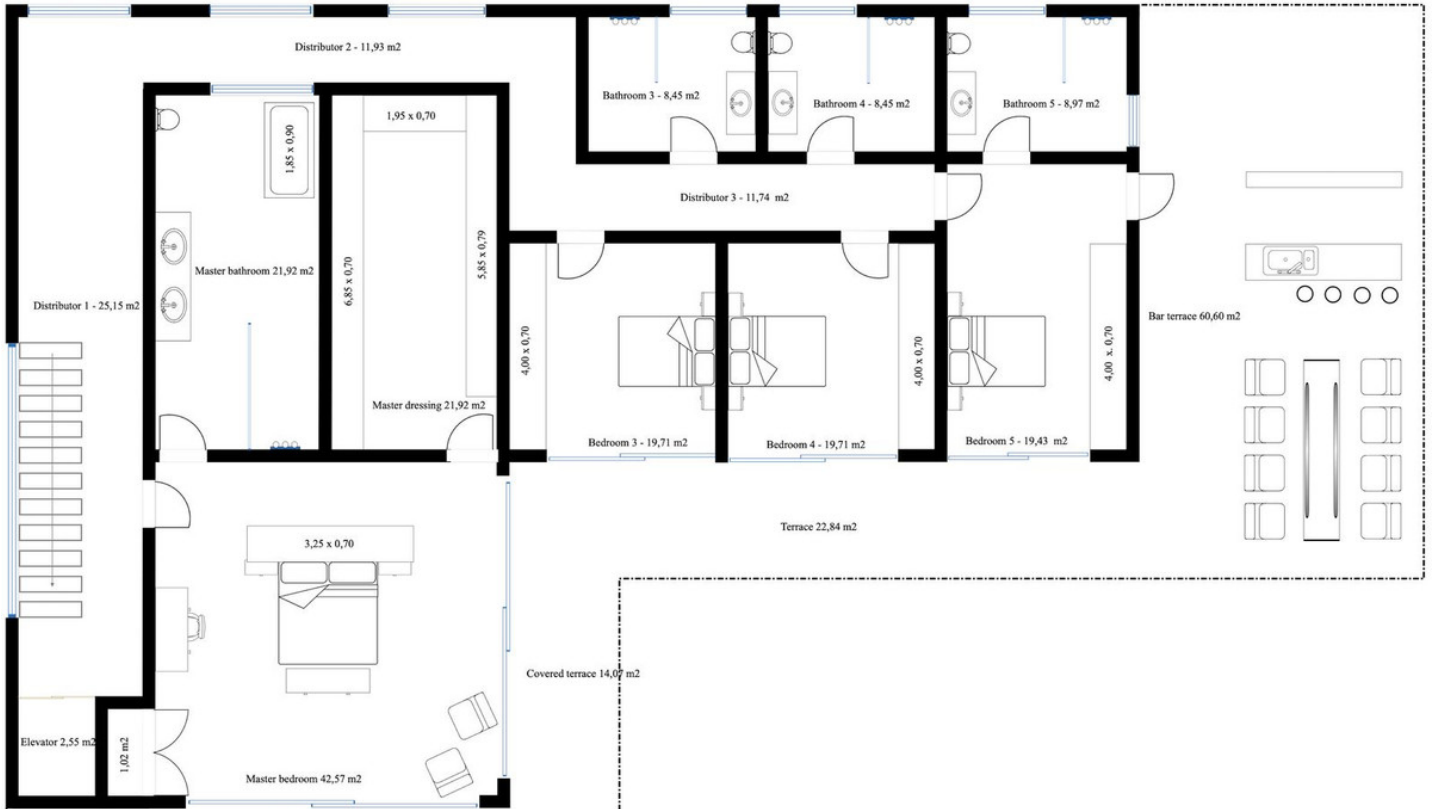 Distributor 2 - 11,93 m2
Bathroom 3 - 8,45 m2
Bathroom 4 - 8,45 m2
Bathroom 5 - 8,97 m2
1,85 x 0,90
1,95 x 0,70
Distributor 3 - 11,74 m2
Master bathroom 21,92 m2
6,85 x 0,70
5,85 x 0,79
Distributor 1 - 25,15 m2
Bar terrace 60,60 m2
4,00 x 0,70
4,00 x 0,70
4,00 x. 0,70
Master dressing 21,92 m2
Bedroom 3 - 19,71 m2
Bedroom 4 - 19,71 m2
Bedroom 5 - 19,43 m2
Terrace 22,84 m2
3,25 x 0,70
Covered terrace 14,07 m2
Elevator 2,55 m2
1,02 m2
Master bedroom 42,57 m2